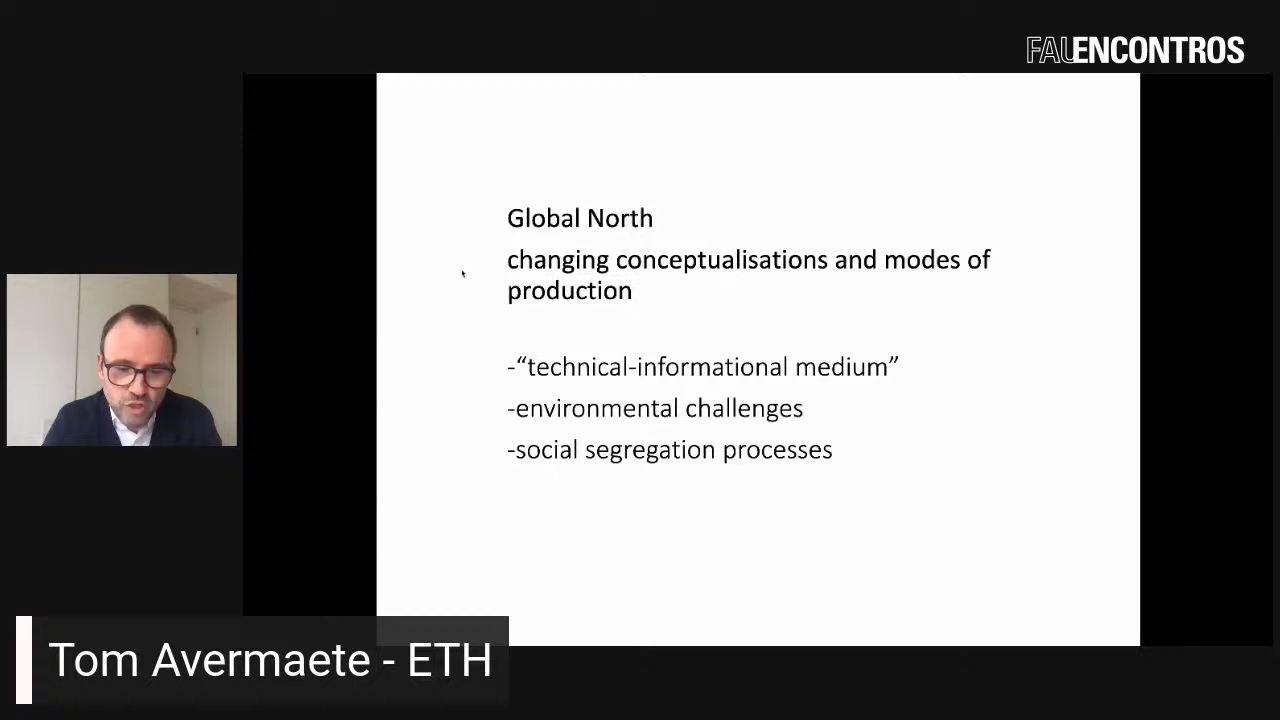 FAUENCONTROS
Global North
changing conceptualisations and modes of
production
-“technical-informational medium”
-environmental challenges
-social segregation processes
Tom Avermaete - ETH